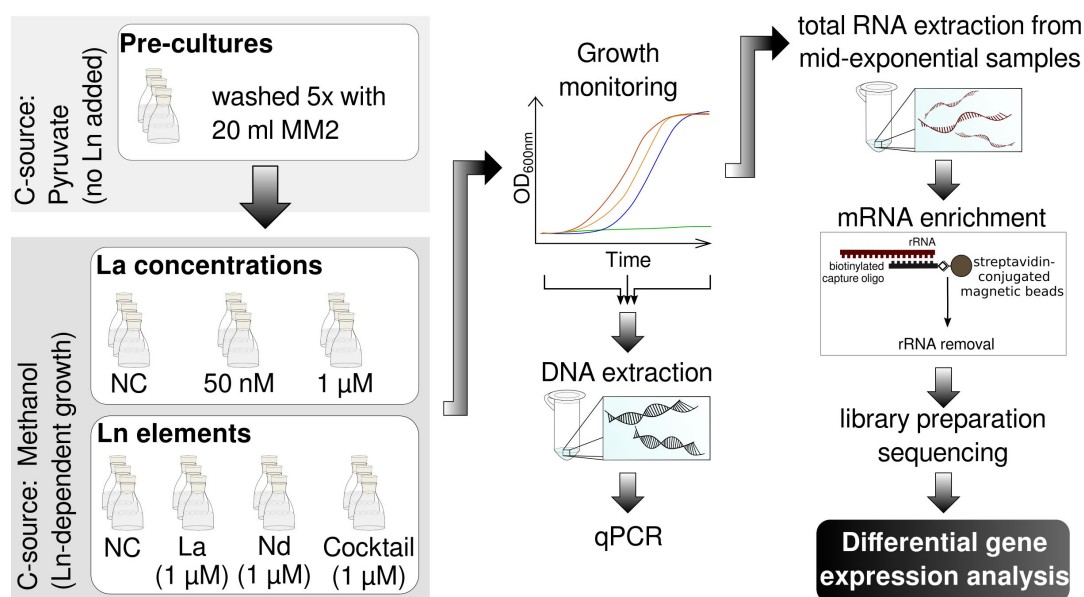 C-source:
Pyruvate
(no Ln added)
Pre-cultures
washed 5x with
20 ml MM2
C-source: Methanol
(Ln-dependent growth)
La concentrations
NC
50 nM
1 µM
Ln elements
NC
La
(1 µM)
Nd
(1 µM)
Cocktail
(1 µM)
Growth
monitoring
OD600nm
Time
DNA extraction
qPCR
total RNA extraction from
mid-exponential samples
mRNA enrichment
rRNA
biotinylated
capture oligo
streptavidin-
conjugated
magnetic beads
rRNA removal
library preparation
sequencing
Differential gene
expression analysis